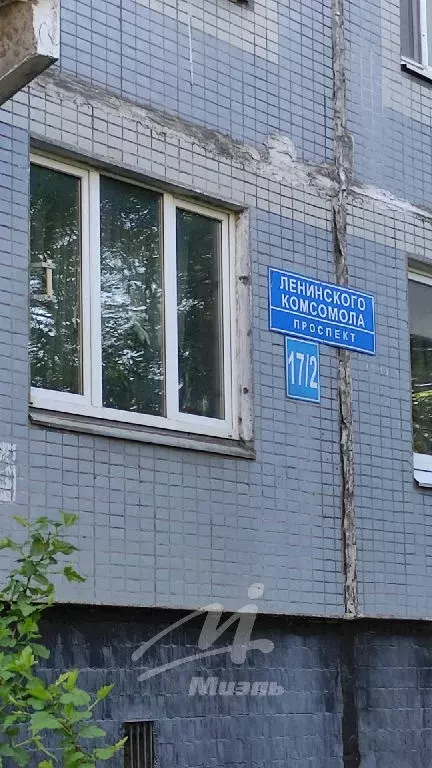 ЛЕНИНСКОГО
КОМСОМОЛА
ПРОСПЕКТ
17/2
Миэль